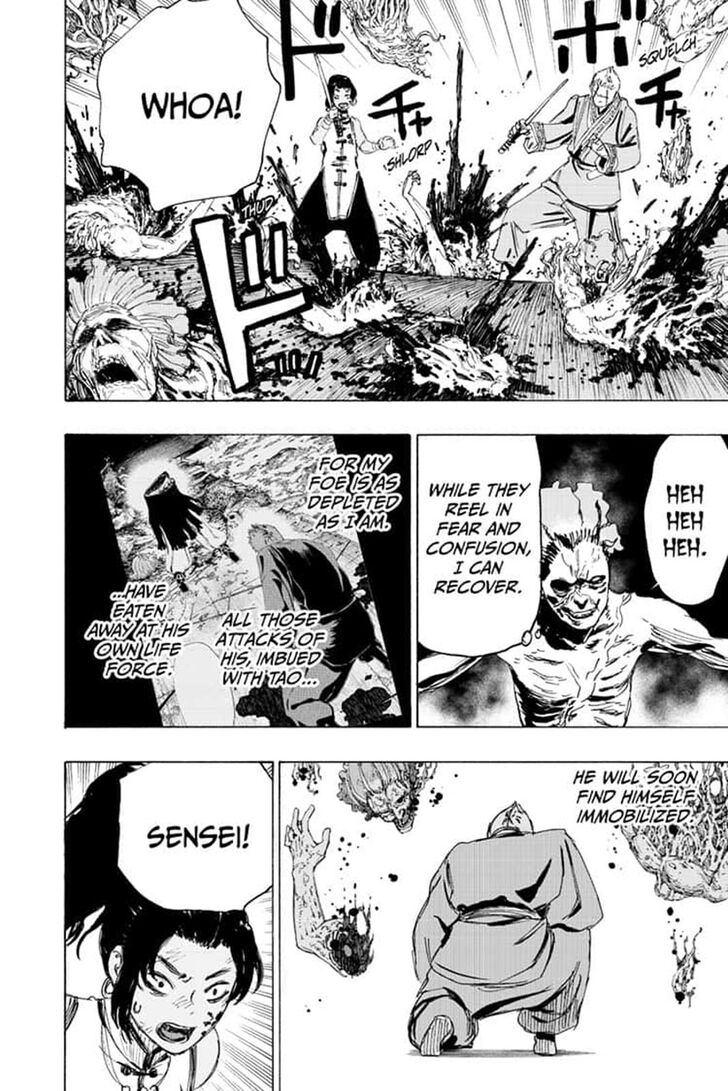 ボ
SQUELCH
チャ
ド
チャ
SHLORP
WHOA!
THUD
ド
HEH
HEH
HEH.
WHILE THEY
REEL IN
FEAR AND
CONFUSION,
I CAN
RECOVER.
FOR MY
FOE IS AS
DEPLETED
AS I AM.
ALL THOSE
ATTACKS OF
HIS, IMBUED
WITH TAO...
...HAVE
EATEN
AWAY AT HIS
OWN LIFE
FORCE.
HE WILL SOON
FIND HIMSELF
IMMOBILIZED.
SENSEI!